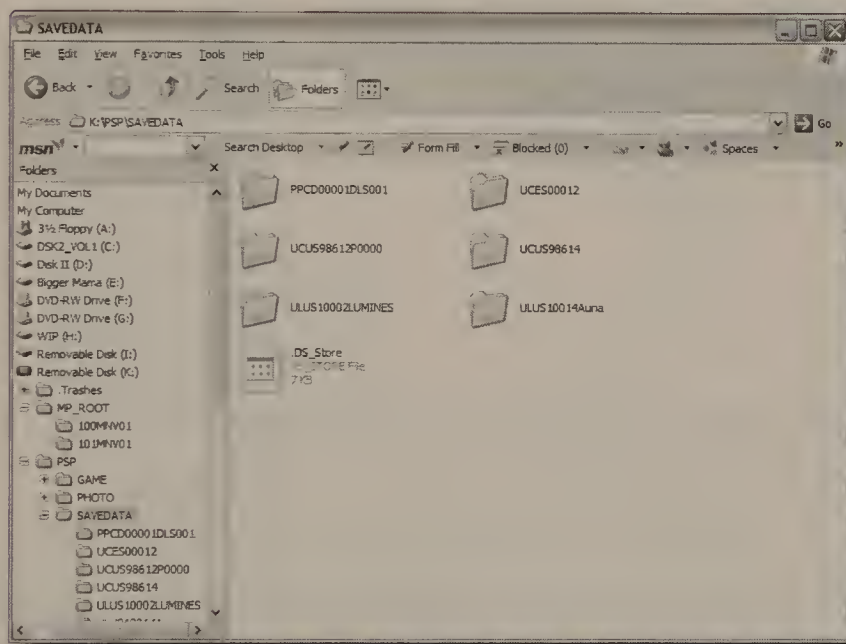 SAVEDATA
File Edit View Favorites Tools Help
Back Search Folders
Address K:\PSP\SAVEDATA Go
msn Search Desktop Form Fill Blocked (0) Spaces »
Folders x
My Documents
My Computer
3½ Floppy (A:)
DSK2_VOL1 (C:)
Disk II (D:)
Bigger Mama (E:)
DVD-RW Drive (F:)
DVD-RW Drive (G:)
WIP (H:)
Removable Disk (I:)
Removable Disk (K:)
.Trashes
MP_ROOT
100MNV01
101MNV01
PSP
GAME
PHOTO
SAVEDATA
PPCD00001DLS001
UCES00012
UCUS98612P0000
UCUS98614
ULUS10002LUMINES
PPCD00001DLS001
UCES00012
UCUS98612P0000
UCUS98614
ULUS10002LUMINES
ULUS10014Auna
.DS_Store
DS_STORE File
7 KB